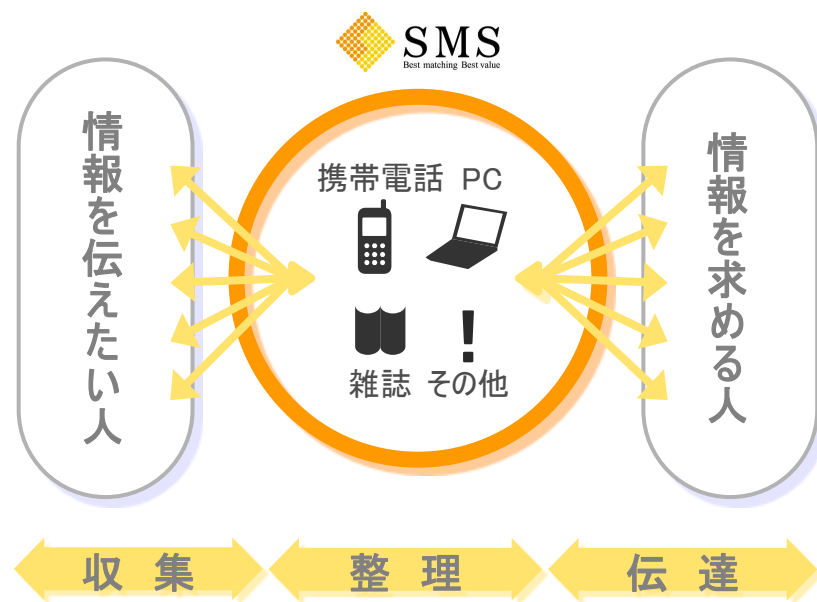 SMS
Best matching Best value
情報を伝えたい人
携帯電話 PC
雑誌 その他
情報を求める人
収集
整理
伝達